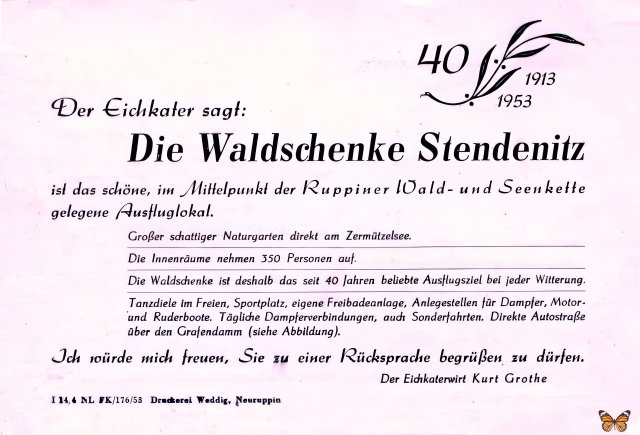 40
1913
1953
Der Eichkater sagt:
Die Waldschenke Stendenitz
ist das schöne, im Mittelpunkt der Ruppiner Wald- und Seenkette
gelegene Ausfluglokal.
Großer schattiger Naturgarten direkt am Zermützelsee.
Die Innenräume nehmen 350 Personen auf.
Die Waldschenke ist deshalb das seit 40 Jahren beliebte Ausflugsziel bei jeder Witterung.
Tanzdiele im Freien, Sportplatz, eigene Freibadeanlage, Anlegestellen für Dampfer, Motor-
und Ruderboote. Tägliche Dampferverbindungen, auch Sonderfahrten. Direkte Autostraße
über den Grafendamm (siehe Abbildung).
Ich würde mich freuen, Sie zu einer Rücksprache begrüßen zu dürfen.
Der Eichkaterwirt Kurt Grothe
I 14,4 NL FK/176/53 Druckerei Weddig, Neuruppin